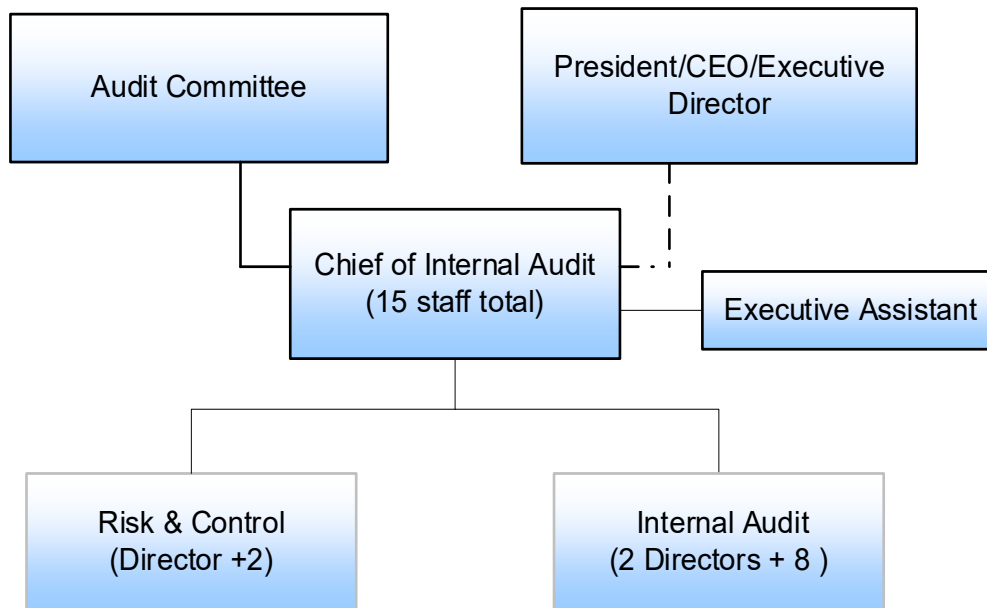 Audit Committee
President/CEO/Executive
Director
Chief of Internal Audit
(15 staff total)
Executive Assistant
Risk & Control
(Director +2)
Internal Audit
(2 Directors + 8 )